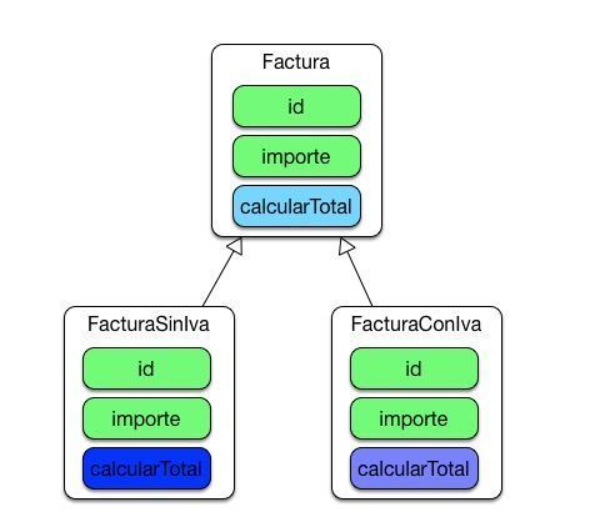 Factura
id
importe
calcularTotal
FacturaSinIva
id
importe
calcularTotal
FacturaConIva
id
importe
calcularTotal